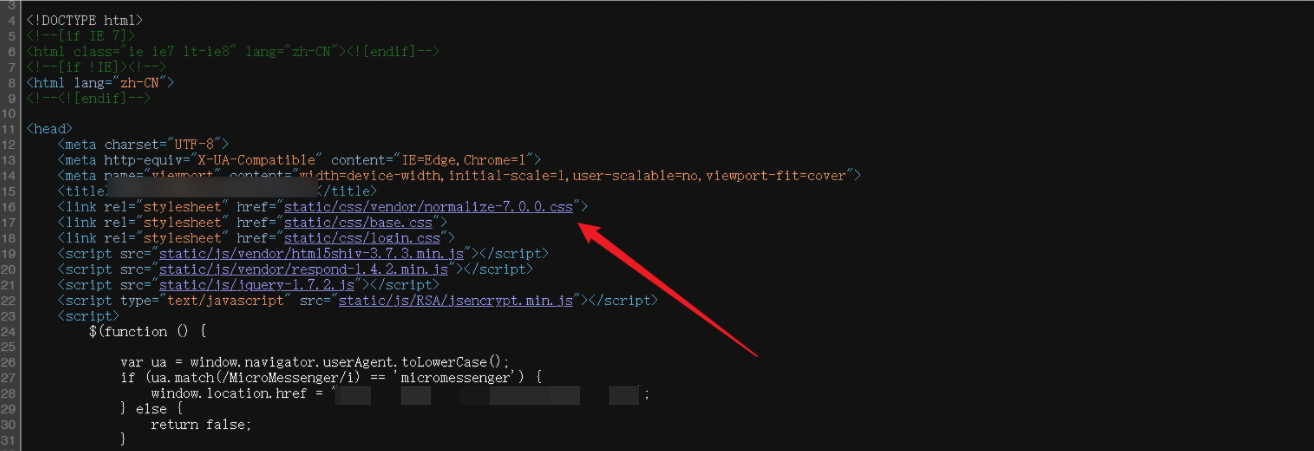 3
4 <!DOCTYPE html>
5 <!--[if IE 7]>
6 <html class="ie ie7 lt-ie8" lang="zh-CN"><![endif]-->
7 <!--[if !IE]><!-->
8 <html lang="zh-CN">
9 <!--<![endif]-->
10
11 <head>
12 <meta charset="UTF-8">
13 <meta http-equiv="X-UA-Compatible" content="IE=Edge,Chrome=1">
14 <meta name="viewport" content="width=device-width,initial-scale=1,user-scalable=no,viewport-fit=cover">
15 <title </title>
16 <link rel="stylesheet" href="static/css/vendor/normalize-7.0.0.css">
17 <link rel="stylesheet" href="static/css/base.css">
18 <link rel="stylesheet" href="static/css/login.css">
19 <script src="static/js/vendor/html5shiv-3.7.3.min.js"></script>
20 <script src="static/js/vendor/respond-1.4.2.min.js"></script>
21 <script src="static/js/jquery-1.7.2.js"></script>
22 <script type="text/javascript" src="static/js/RSA/jsencrypt.min.js"></script>
23 <script>
24 $(function () {
25
26 var ua = window.navigator.userAgent.toLowerCase();
27 if (ua.match(/MicroMessenger/i) == 'micromessenger') {
28 window.location.href = " ;
29 } else {
30 return false;
31 }